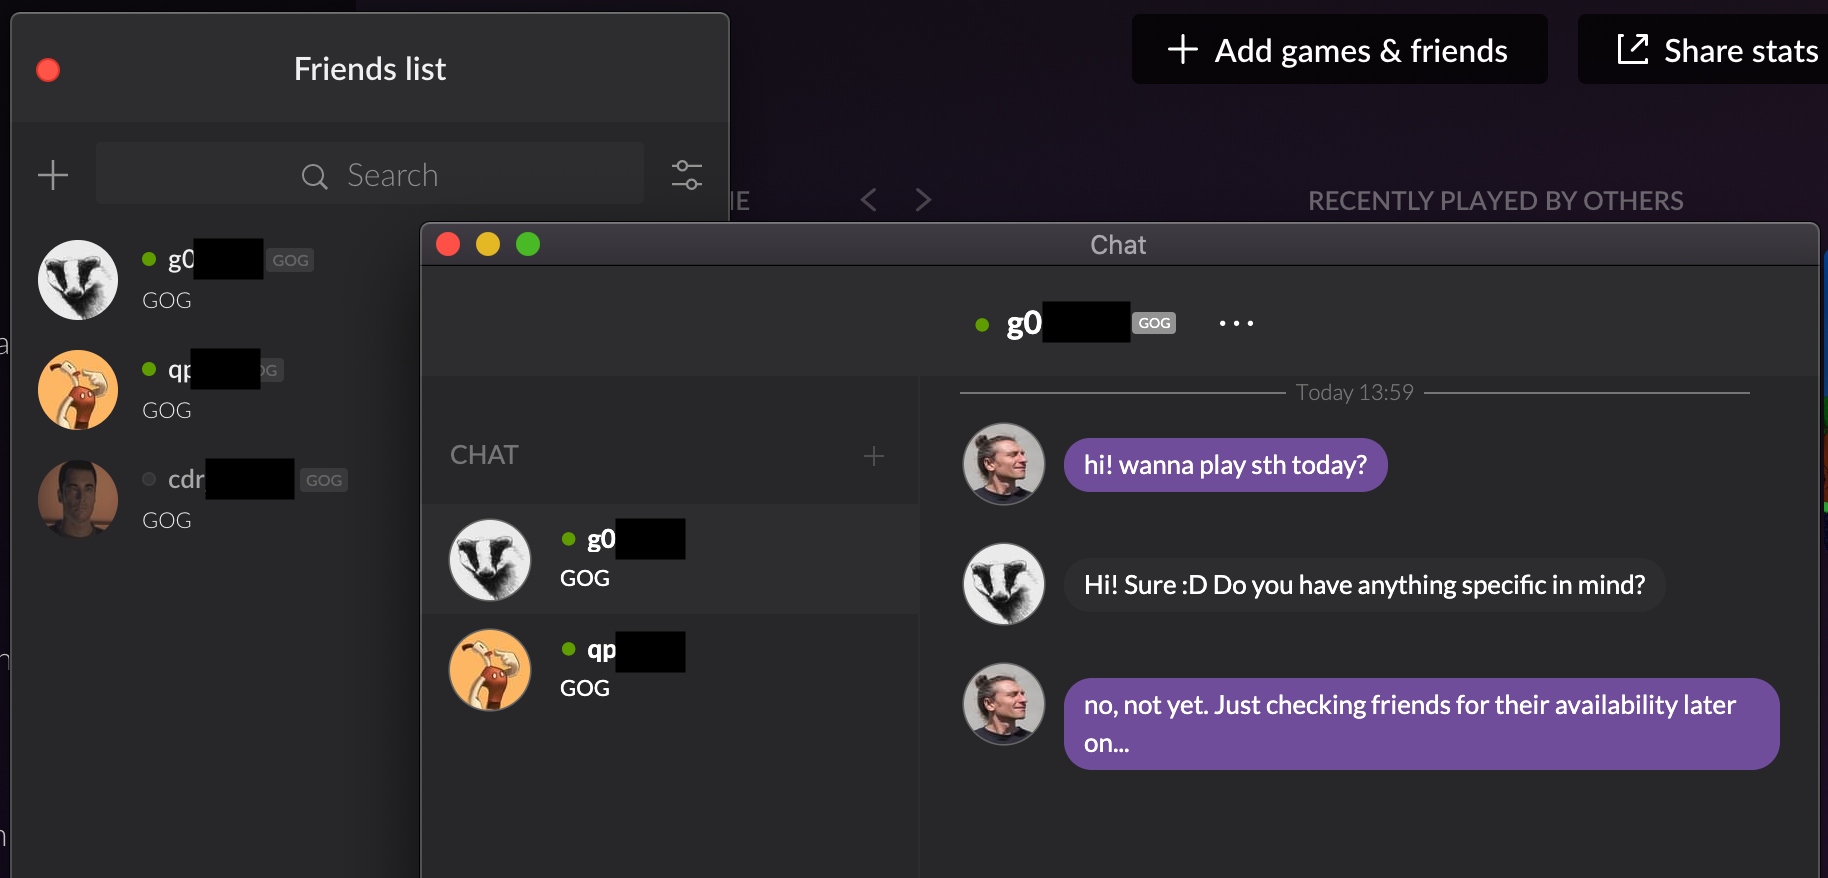 Friends list
Search
g0 GOG
GOG
qp
GOG
cdr GOG
GOG
Add games & friends
Share stats
RECENTLY PLAYED BY OTHERS
Chat
g0 GOG
CHAT
g0
GOG
qp
GOG
Today 13:59
hi! wanna play sth today?
Hi! Sure :D Do you have anything specific in mind?
no, not yet. Just checking friends for their availability later
on...